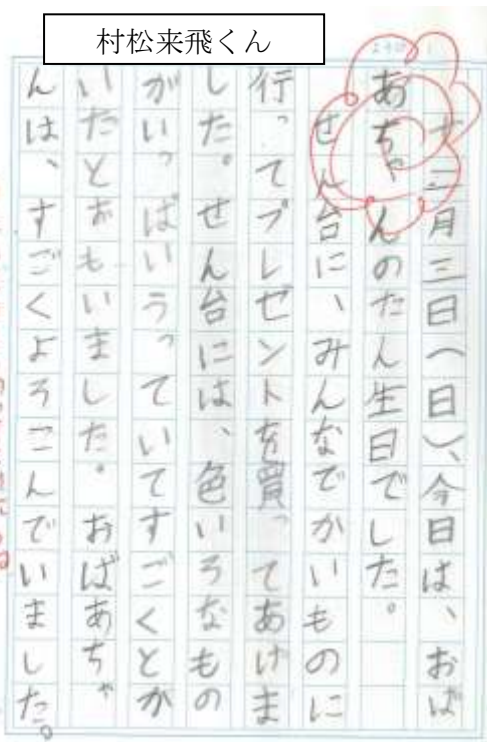 村松来飛くん
十二月三日(日)、今日は、おば
あちゃんのたん生日でした。
せん台に、みんなでかいものに
行ってプレゼントを買ってあげま
した。せん台には、色いろなもの
がいっぱいうっていてすごくとか
いたとおもいました。おばあちゃ
んは、すごくよろこんでいました。